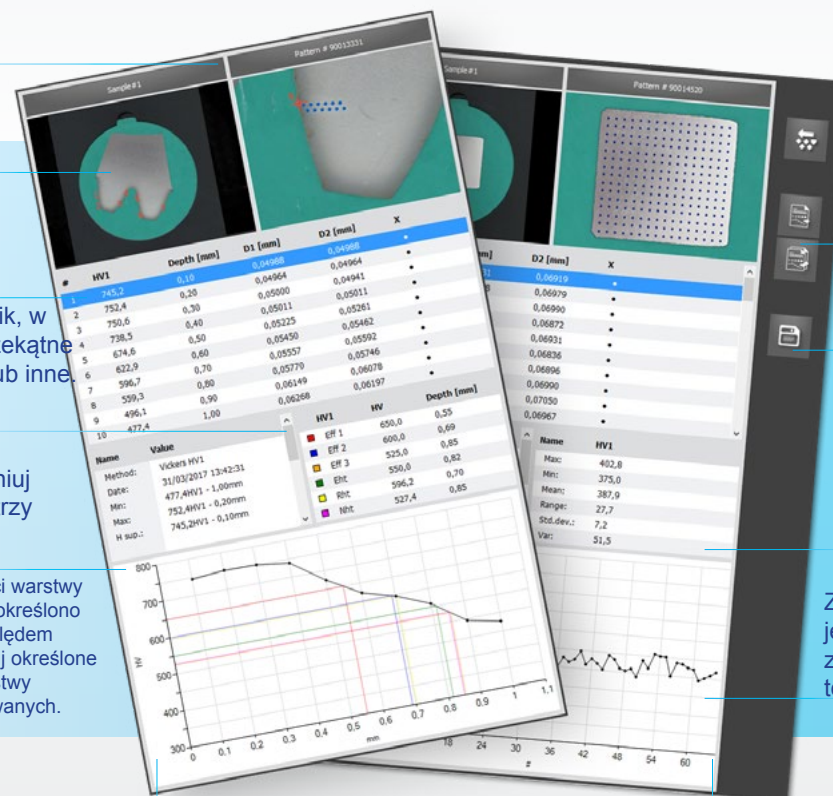 Sample#1
Pattern # 90013331
# HV1 Depth [mm] D1 [mm] D2 [mm] X
1 745,2 0,10 0,04988 0,04988 •
2 752,4 0,20 0,04964 0,04964 •
3 750,6 0,30 0,05000 0,04941 •
4 738,5 0,40 0,05011 0,05011 •
5 674,6 0,50 0,05225 0,05261 •
6 622,9 0,60 0,05450 0,05462 •
7 596,7 0,70 0,05557 0,05592 •
8 559,3 0,80 0,05770 0,05746 •
9 496,1 0,90 0,06149 0,06078 •
10 477,4 1,00 0,06268 0,06197 •
Name Value
Method: Vickers HV1
Date: 31/03/2017 13:42:31
Min: 477,4HV1 - 1,00mm
Max: 752,4HV1 - 0,20mm
H sup.: 745,2HV1 - 0,10mm
HV1 HV Depth [mm]
Eff 1 650,0 0,55
Eff 2 600,0 0,69
Eff 3 525,0 0,85
Eht 550,0 0,82
Rht 596,2 0,70
Nht 527,4 0,85
HV
800
700
600
500
400
300
0 0,1 0,2 0,3 0,4 0,5 0,6 0,7 0,8 0,9 1 1,1
mm
Sample#1
Pattern # 90014520
D2 [mm] X
0,06919 •
0,06979 •
0,06990 •
0,06872 •
0,06931 •
0,06836 •
0,06896 •
0,06990 •
0,07050 •
0,06967 •
Name HV1
Max: 402,8
Min: 375,0
Mean: 387,9
Range: 27,7
Std.dev.: 7,2
Var: 51,5
18 24 30 36 42 48 54 60
#
ik, w
ub inne.
ci warstwy
określono
j określone